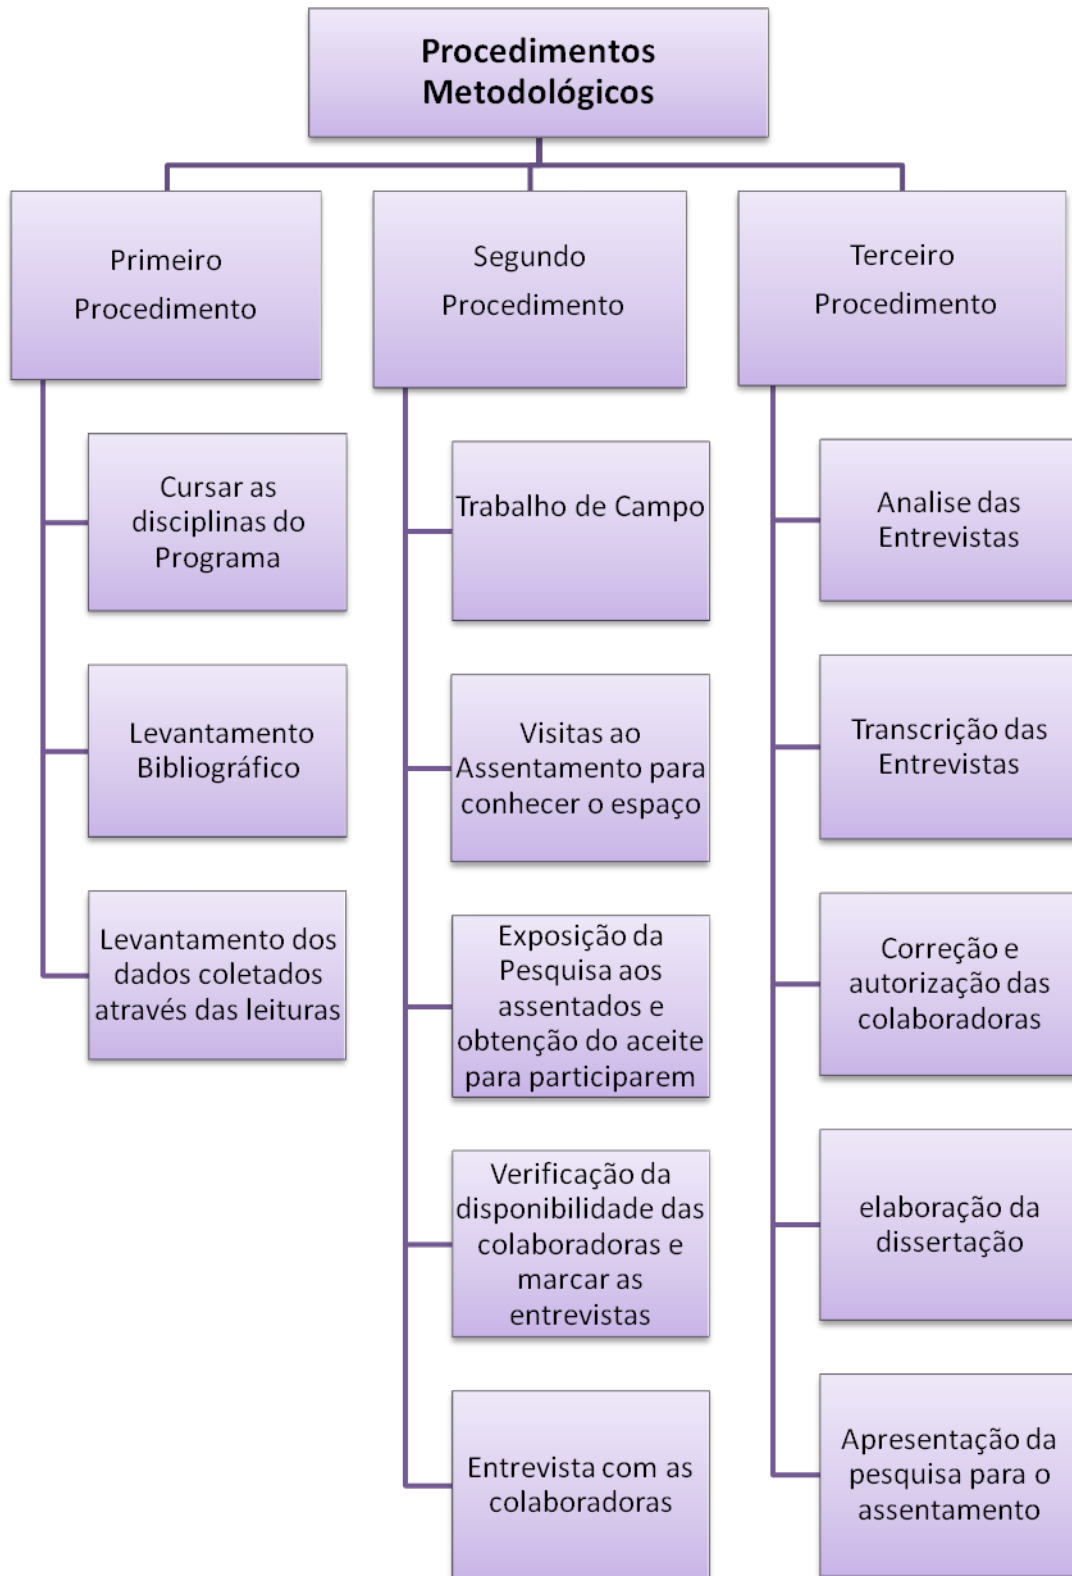 Procedimentos
Metodológicos
Primeiro
Procedimento
Cursar as
disciplinas do
Programa
Levantamento
Bibliográfico
Levantamento dos
dados coletados
através das leituras
Segundo
Procedimento
Trabalho de Campo
Visitas ao
Assentamento para
conhecer o espaço
Exposição da
Pesquisa aos
assentados e
obtenção do aceite
para participarem
Verificação da
disponibilidade das
colaboradoras e
marcar as
entrevistas
Entrevista com as
colaboradoras
Terceiro
Procedimento
Analise das
Entrevistas
Transcrição das
Entrevistas
Correção e
autorização das
colaboradoras
elaboração da
dissertação
Apresentação da
pesquisa para o
assentamento